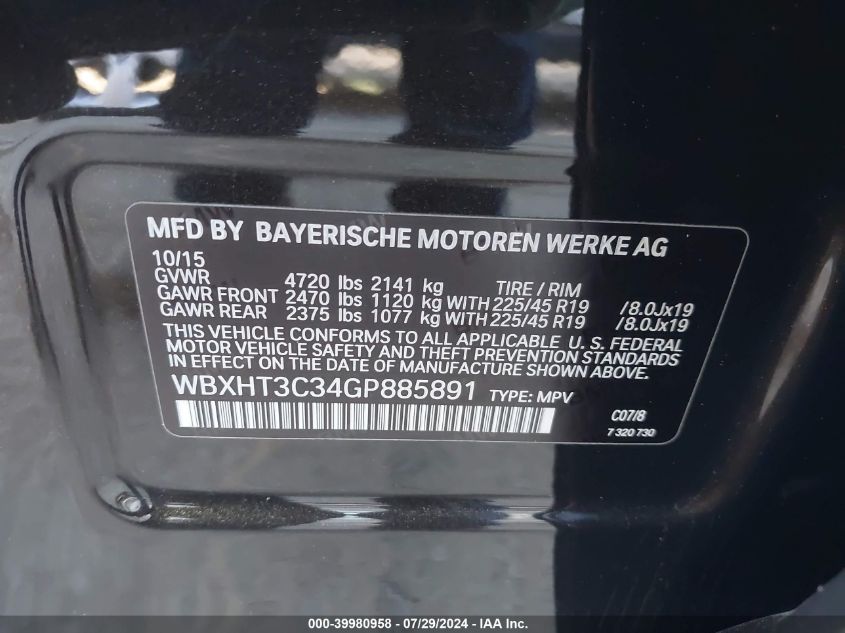 MFD BY BAYERISCHE MOTOREN WERKE AG
10/15
GVWR 4720 lbs 2141 kg TIRE / RIM
GAWR FRONT 2470 lbs 1120 kg WITH 225/45 R19 /8.0Jx19
GAWR REAR 2375 lbs 1077 kg WITH 225/45 R19 /8.0Jx19
THIS VEHICLE CONFORMS TO ALL APPLICABLE U. S. FEDERAL
MOTOR VEHICLE SAFETY, BUMPER, AND THEFT PREVENTION STANDARDS
IN EFFECT ON THE DATE OF MANUFACTURE SHOWN ABOVE.
WBXHT3C34GP885891 TYPE: MPV
C07/8
7 320 730
000-39980958 - 07/29/2024 - IAA Inc.